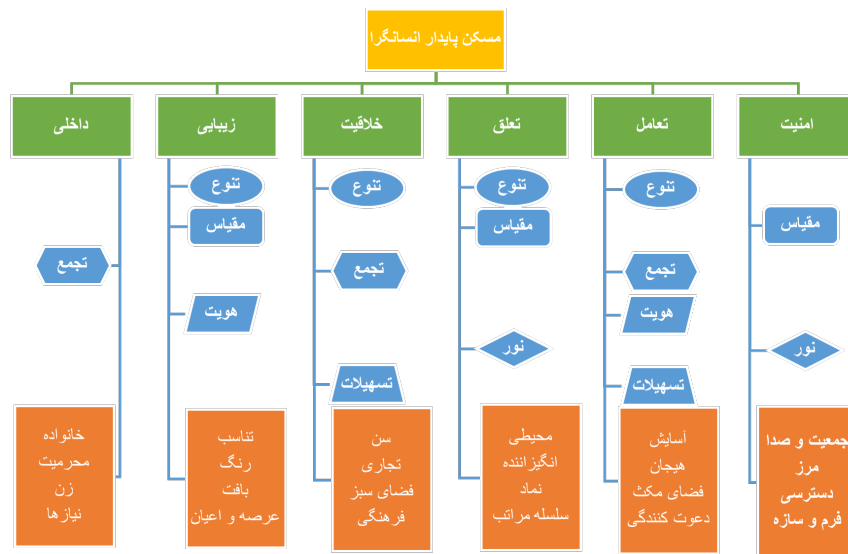 مسکن پایدار انسانگرا
امنیت
تعامل
تعلق
خلاقیت
زیبایی
داخلی
مقیاس
نور
جمعیت و صدا
مرز
دسترسی
فرم و سازه
تنوع
تجمع
هویت
تسهیلات
آسایش
هیجان
فضای مکث
دعوت کنندگی
تنوع
مقیاس
نور
محیطی
انگیزاننده
نماد
سلسله مراتب
تنوع
تجمع
تسهیلات
سن
تجاری
فضای سبز
فرهنگی
تنوع
مقیاس
هویت
تناسب
رنگ
بافت
عرصه و اعیان
تجمع
خانواده
محرمیت
زن
نیازها